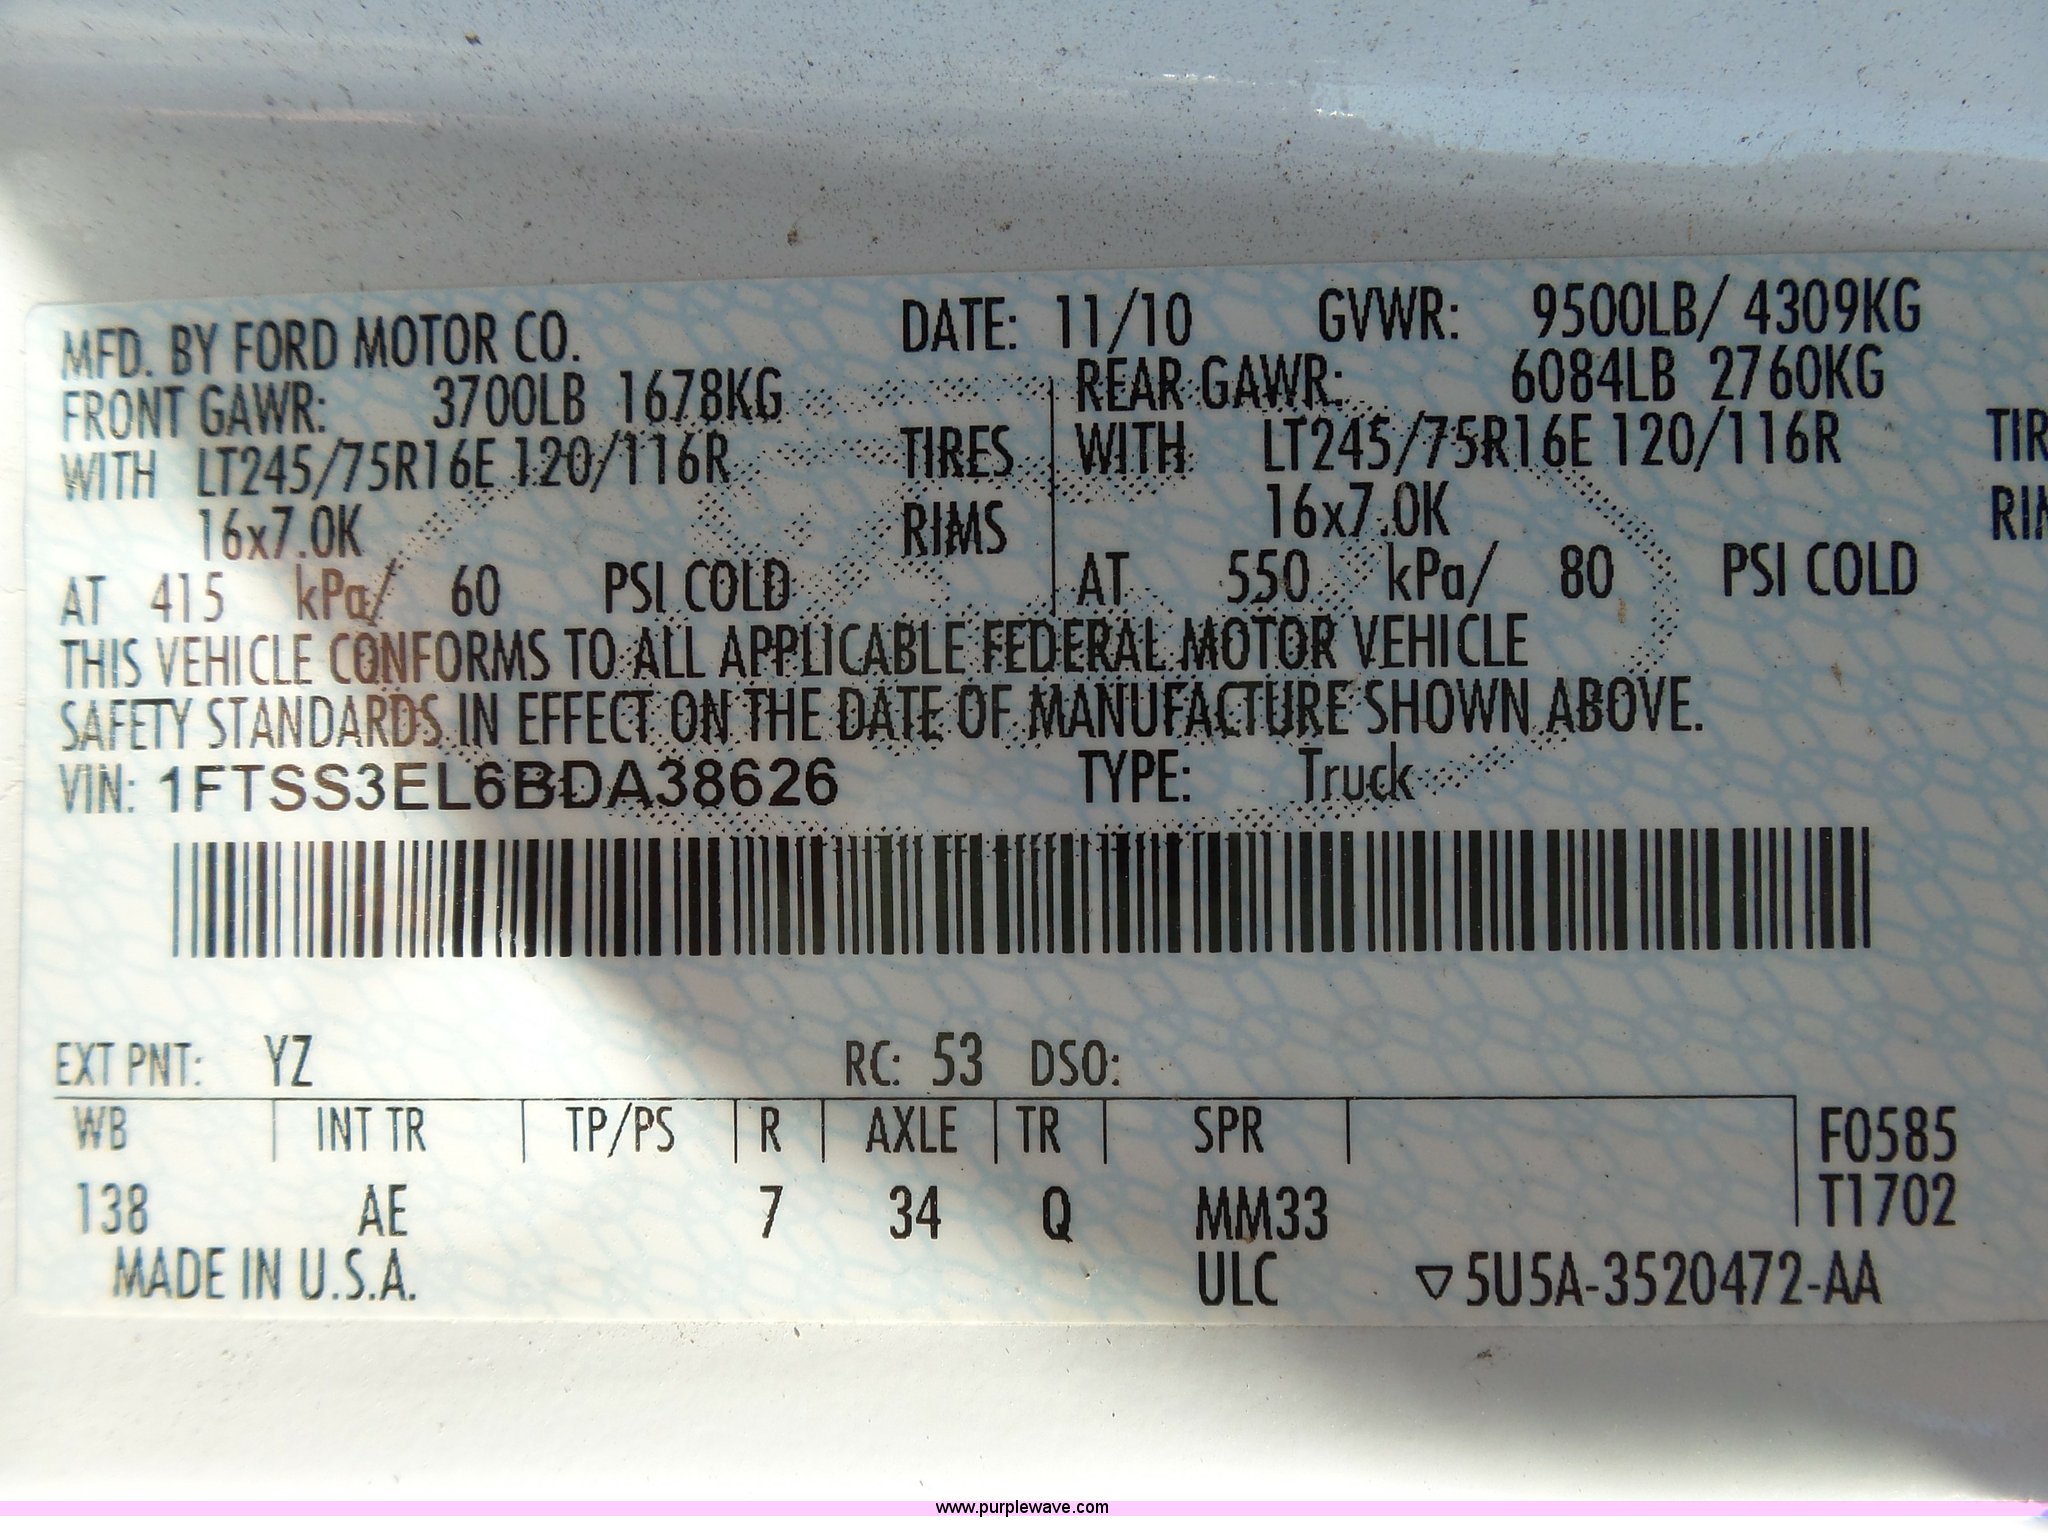 MFD. BY FORD MOTOR CO. DATE: 11/10 GVWR: 9500LB/ 4309KG
FRONT GAWR: 3700LB 1678KG REAR GAWR: 6084LB 2760KG
WITH LT245/75R16E 120/116R TIRES WITH LT245/75R16E 120/116R TIR
16x7.0K RIMS 16x7.0K RIM
AT 415 kPa/ 60 PSI COLD AT 550 kPa/ 80 PSI COLD
THIS VEHICLE CONFORMS TO ALL APPLICABLE FEDERAL MOTOR VEHICLE
SAFETY STANDARDS IN EFFECT ON THE DATE OF MANUFACTURE SHOWN ABOVE.
VIN: 1FTSS3EL6BDA38626 TYPE: Truck
EXT PNT: YZ RC: 53 DSO:
WB INT TR TP/PS R AXLE TR SPR F0585
T1702
138 AE 7 34 Q MM33
MADE IN U.S.A. ULC ▽5U5A-3520472-AA
www.purplewave.com